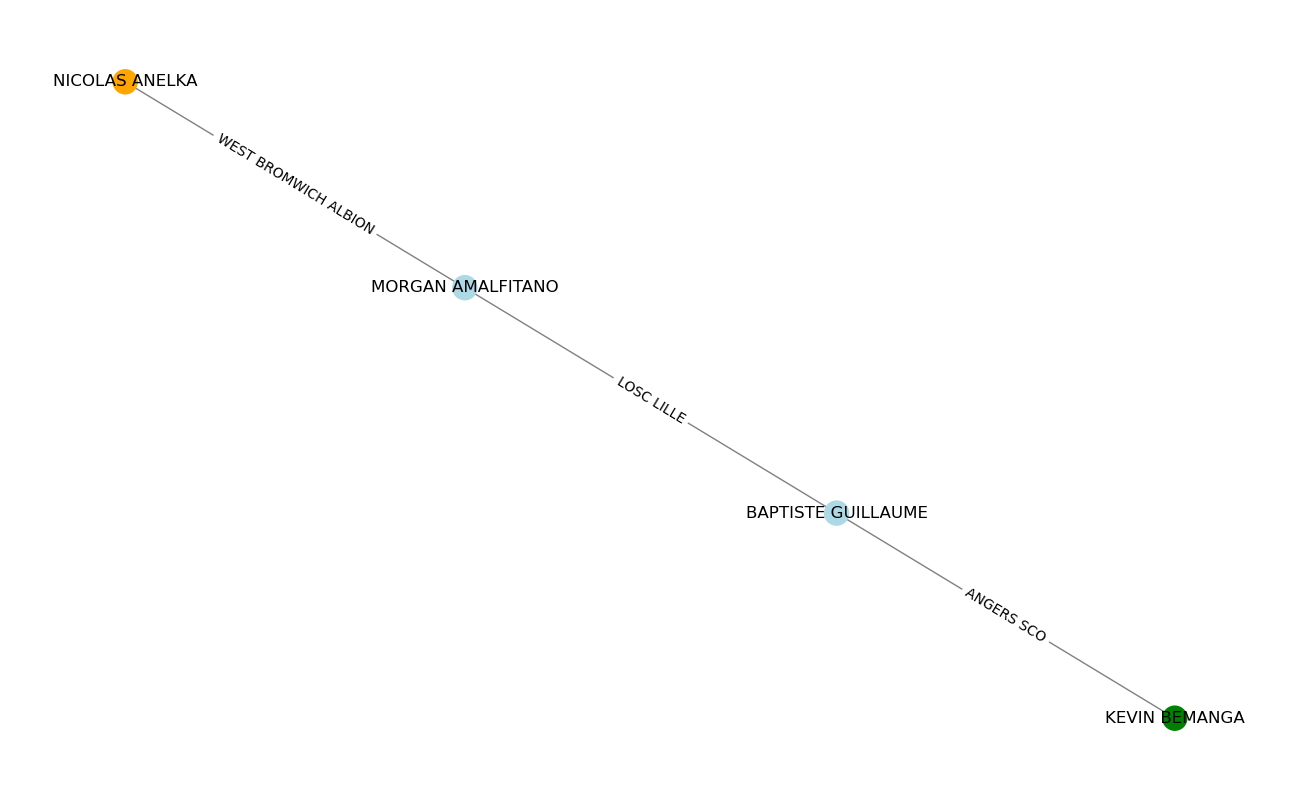 NICOLAS ANELKA
WEST BROMWICH ALBION
MORGAN AMALFITANO
LOSC LILLE
BAPTISTE GUILLAUME
ANGERS SCO
KEVIN BEMANGA